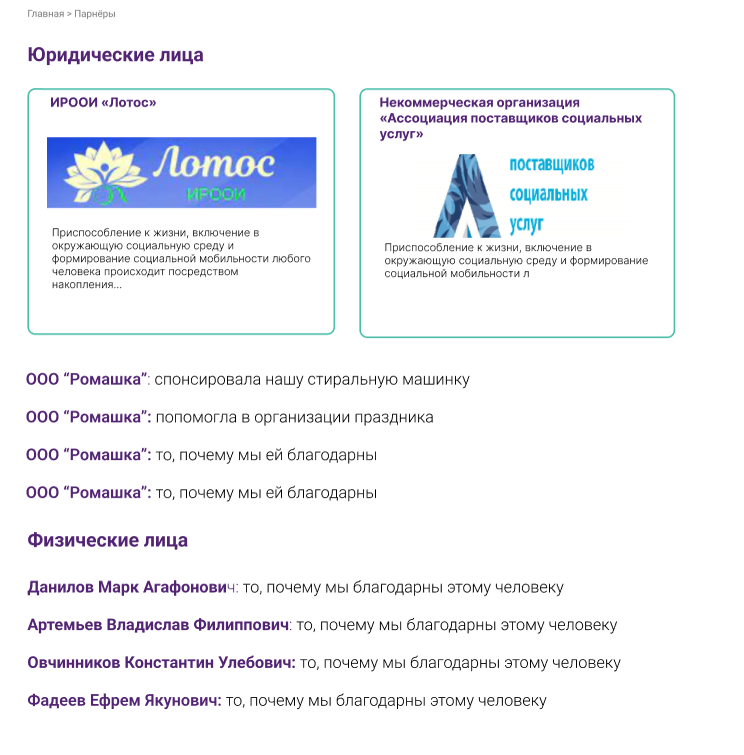 Главная > Парнёры
Юридические лица
ИРООИ «Лотос»
Лотос
ИРООИ
Приспособление к жизни, включение в
окружающую социальную среду и
формирование социальной мобильности любого
человека происходит посредством
накопления...
Некоммерческая организация
«Ассоциация поставщиков социальных
услуг»
поставщиков
социальных
услуг
Приспособление к жизни, включение в
окружающую социальную среду и формирование
социальной мобильности л
ООО “Ромашка”: спонсировала нашу стиральную машинку
ООО “Ромашка”: попомогла в организации праздника
ООО “Ромашка”: то, почему мы ей благодарны
ООО “Ромашка”: то, почему мы ей благодарны
Физические лица
Данилов Марк Агафонович: то, почему мы благодарны этому человеку
Артемьев Владислав Филиппович: то, почему мы благодарны этому человеку
Овчинников Константин Улебович: то, почему мы благодарны этому человеку
Фадеев Ефрем Якунович: то, почему мы благодарны этому человеку